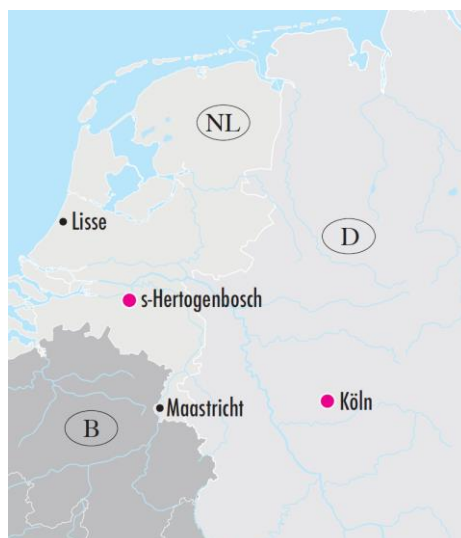 NL
Lisse
D
s-Hertogenbosch
Köln
Maastricht
B